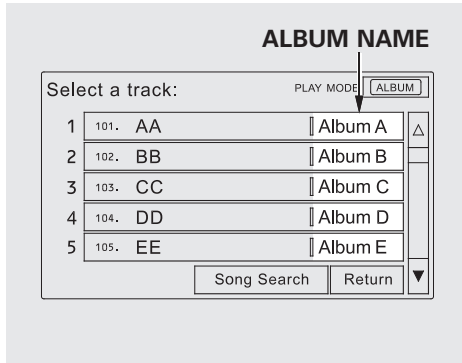 ALBUM NAME
Select a track: PLAY MODE ALBUM
1 101. AA Album A
2 102. BB Album B
3 103. CC Album C
4 104. DD Album D
5 105. EE Album E
Song Search Return